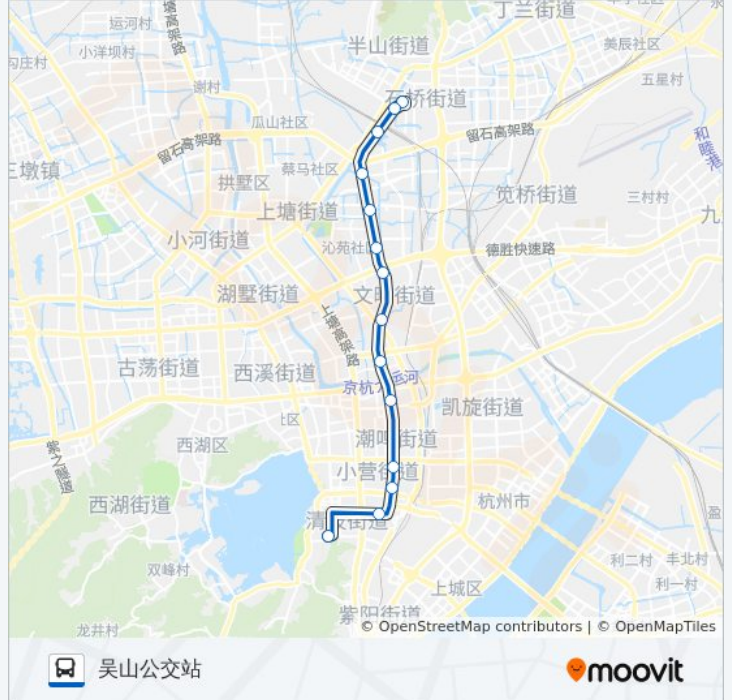 丁兰街道
运河村
塘高架路
半山街道
小洋坝村
美辰社区
五星村
谢村
石桥街道
瓜山社区
留石高架路
留石高架路
和睦港
三墩镇
蔡马社区
拱墅区
笕桥街道
三村村
上塘街道
九
小河街道
沁苑社
德胜快速路
湖墅街道
文晖街道
上塘高架路
古荡街道
西溪街道
京杭大运河
凯旋街道
社区
潮鸣街道
西湖区
紫之隧道
小营街道
西湖街道
杭州市
盈
清波街道
双峰村
利二村
丰北村
利一村
上城区
紫阳街道
龙井村
© OpenStreetMap contributors | © OpenMapTiles
吴山公交站
moovit